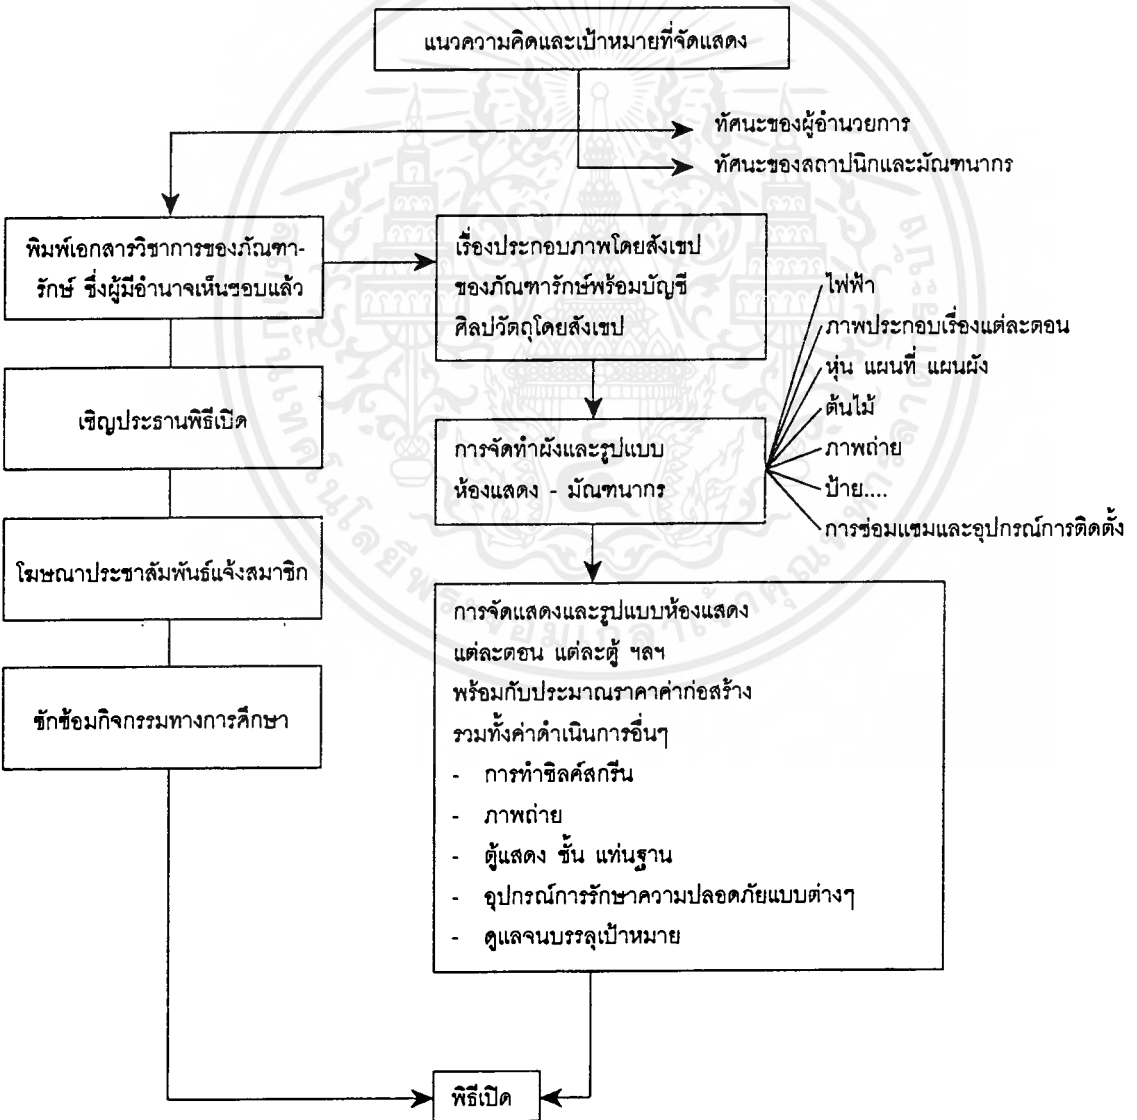 แนวความคิดและเป้าหมายที่จัดแสดง
ทัศนะของผู้อำนวยการ
ทัศนะของสถาปนิกและมัณฑนากร
พิมพ์เอกสารวิชาการของภัณฑา-
รักษ์ ซึ่งผู้มีอำนาจเห็นชอบแล้ว
เรื่องประกอบภาพโดยสังเขป
ของภัณฑารักษ์พร้อมบัญชี
ศิลปวัตถุโดยสังเขป
ไฟฟ้า
ภาพประกอบเรื่องแต่ละตอน
หุ่น แผนที่ แผนผัง
ต้นไม้
ภาพถ่าย
ป้าย....
การซ่อมแซมและอุปกรณ์การติดตั้ง
เชิญประธานพิธีเปิด
การจัดทำผังและรูปแบบ
ห้องแสดง - มัณฑนากร
โฆษณาประชาสัมพันธ์แจ้งสมาชิก
ซักซ้อมกิจกรรมทางการศึกษา
การจัดแสดงและรูปแบบห้องแสดง
แต่ละตอน แต่ละตู้ ฯลฯ
พร้อมกับประมาณราคาค่าก่อสร้าง
รวมทั้งค่าดำเนินการอื่นๆ
- การทำซิลค์สกรีน
- ภาพถ่าย
- ตู้แสดง ชั้น แท่นฐาน
- อุปกรณ์การรักษาความปลอดภัยแบบต่างๆ
- ดูแลจนบรรลุเป้าหมาย
พิธีเปิด